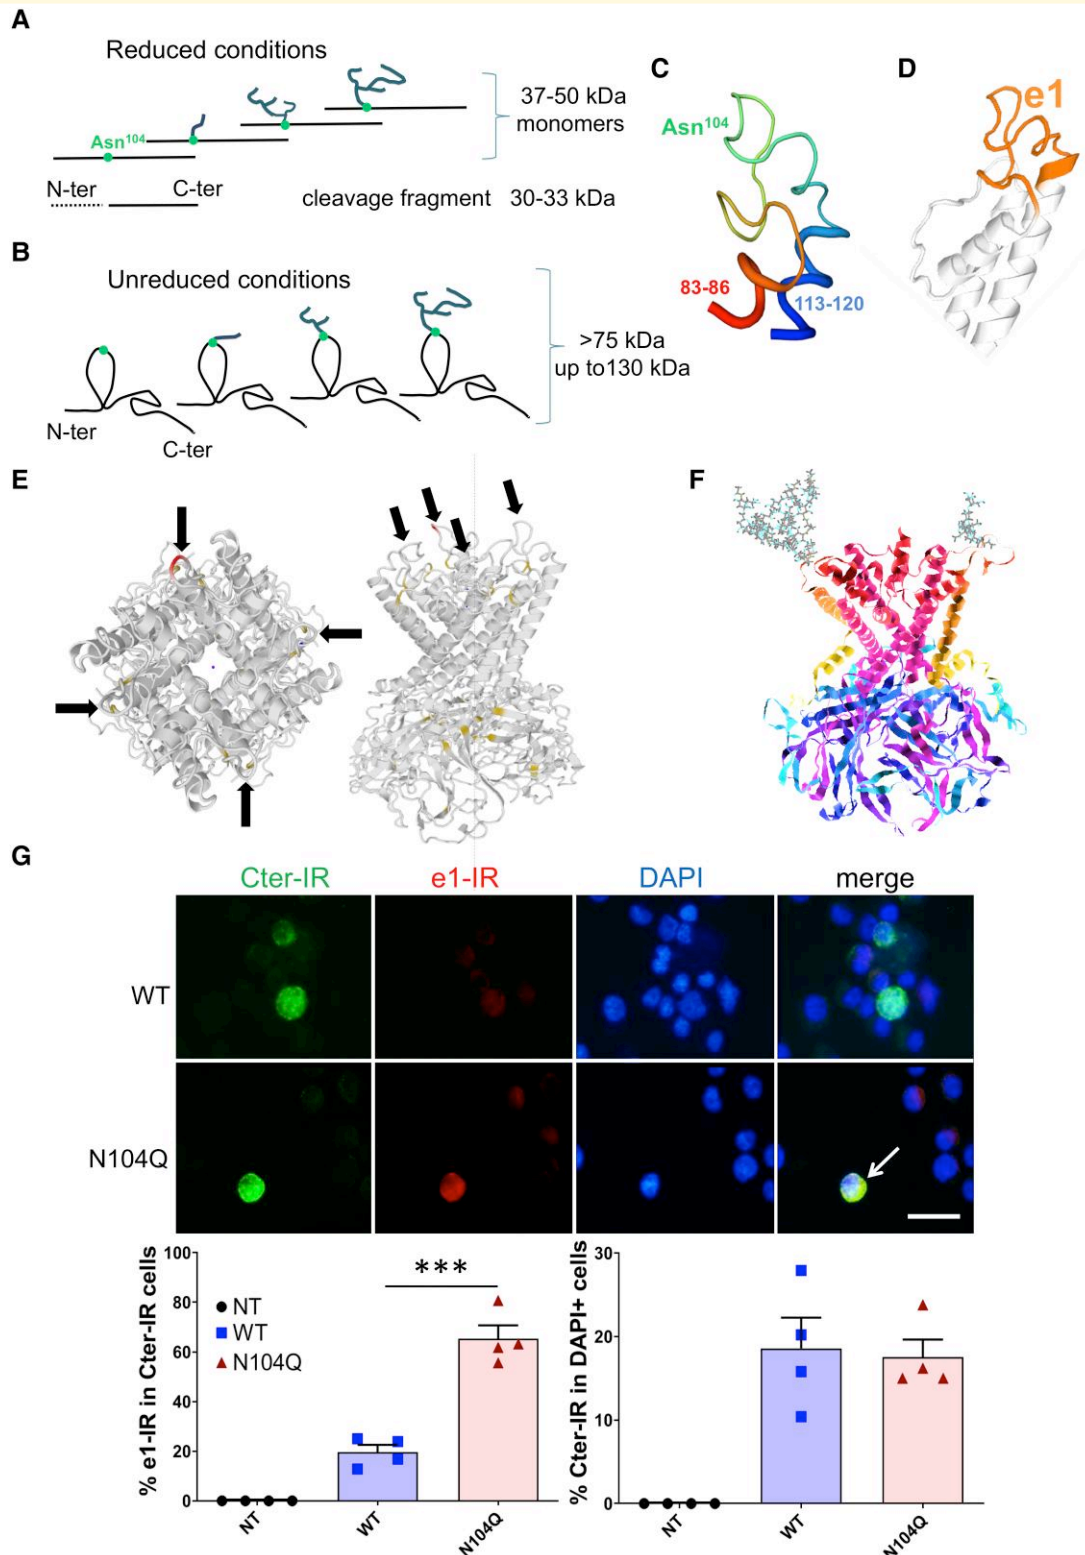 A
Reduced conditions
Asn104
37-50 kDa
monomers
N-ter
C-ter
cleavage fragment 30-33 kDa
B
Unreduced conditions
>75 kDa
up to130 kDa
N-ter
C-ter
C
Asn104
83-86
113-120
D
e1
E
F
G
Cter-IR
e1-IR
DAPI
merge
WT
N104Q
% e1-IR in Cter-IR cells
100
80
60
40
20
0
***
NT
WT
N104Q
NT
WT
N104Q
% Cter-IR in DAPI+ cells
30
20
10
0
NT
WT
N104Q